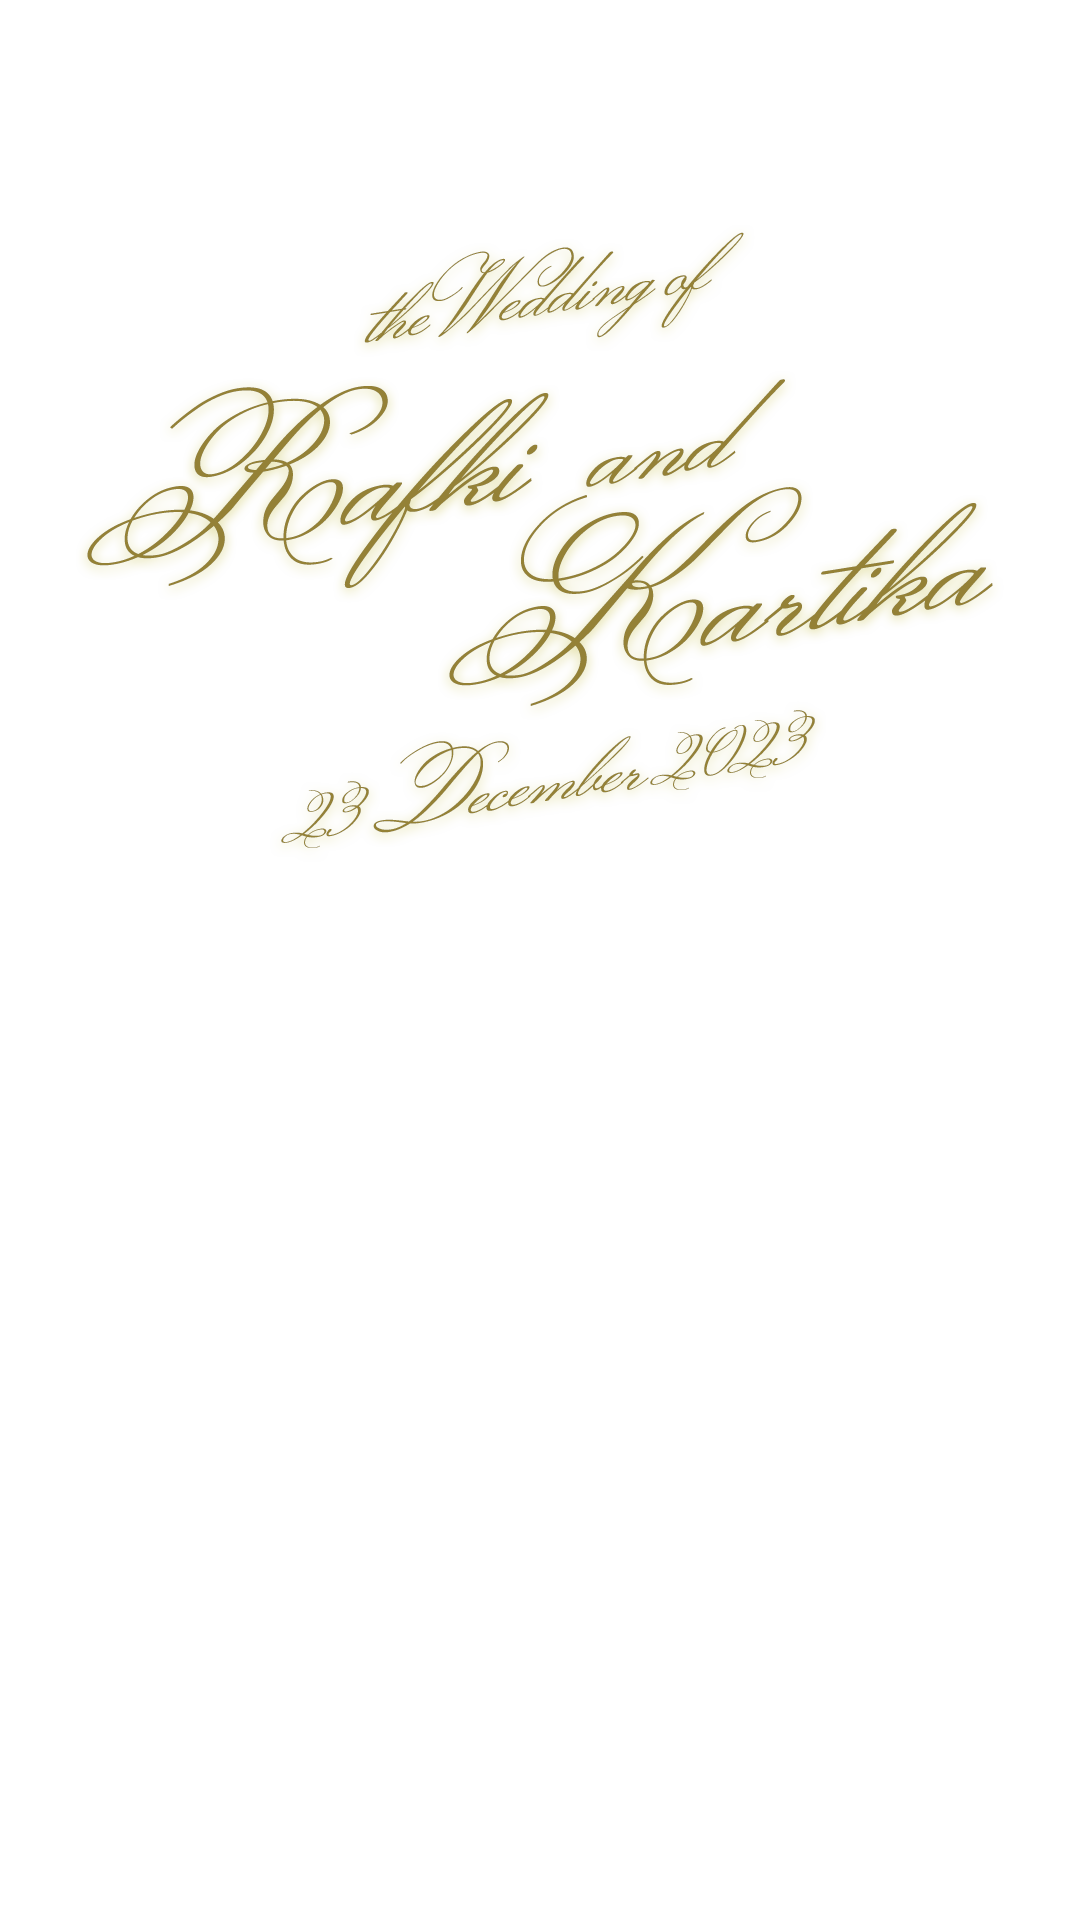 the Wedding of
Rafki and
Kartika
23 December 2023